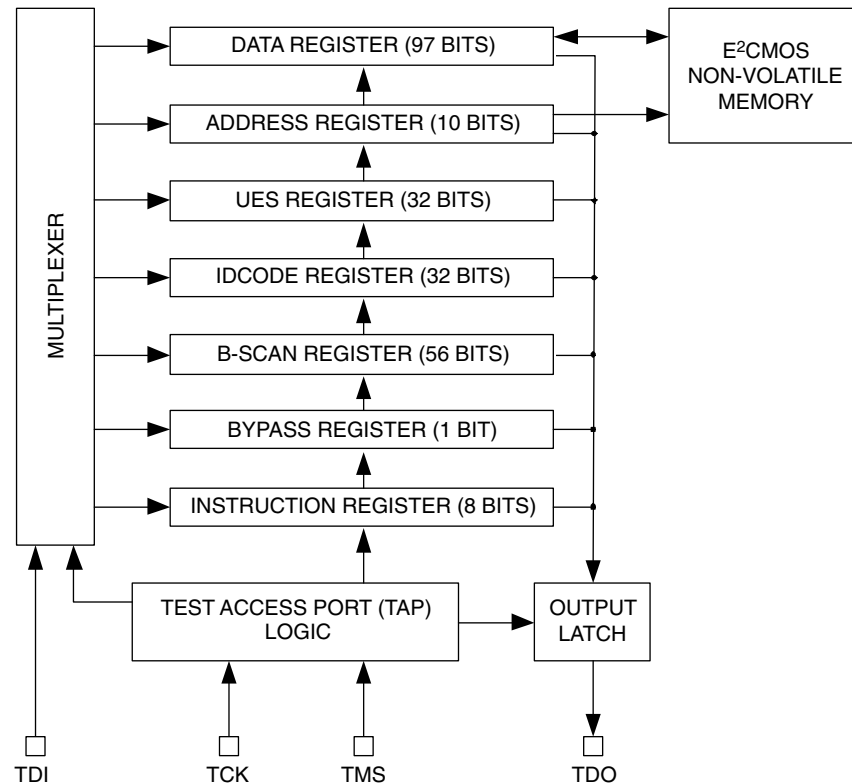 DATA REGISTER (97 BITS)
E²CMOS
NON-VOLATILE
MEMORY
ADDRESS REGISTER (10 BITS)
UES REGISTER (32 BITS)
IDCODE REGISTER (32 BITS)
B-SCAN REGISTER (56 BITS)
BYPASS REGISTER (1 BIT)
INSTRUCTION REGISTER (8 BITS)
MULTIPLEXER
TEST ACCESS PORT (TAP)
LOGIC
OUTPUT
LATCH
TDI
TCK
TMS
TDO